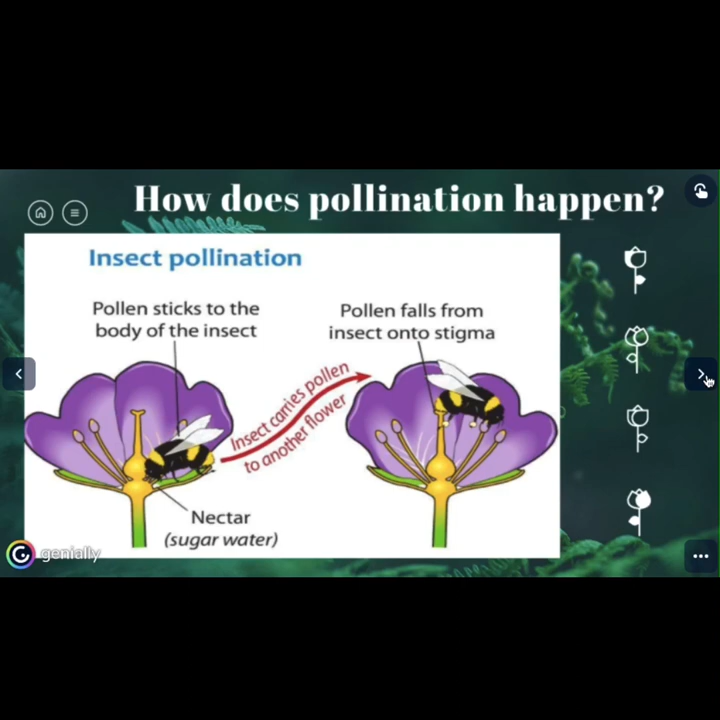 How does pollination happen?
Insect pollination
Pollen sticks to the
body of the insect
Pollen falls from
insect onto stigma
Insect carries pollen
to another flower
Nectar
(sugar water)
genially